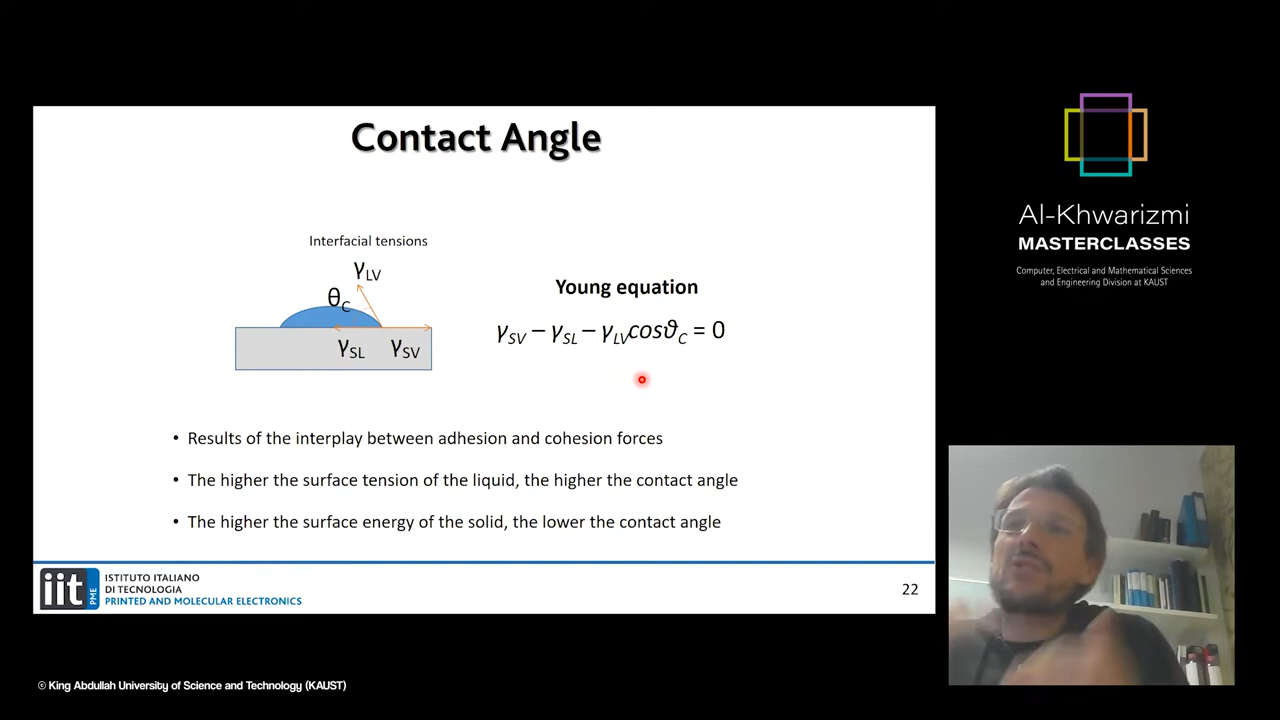 Contact Angle
Interfacial tensions
γLV
θC
γSL
γSV
Young equation
γSV – γSL – γLVcosϑC = 0
• Results of the interplay between adhesion and cohesion forces
• The higher the surface tension of the liquid, the higher the contact angle
• The higher the surface energy of the solid, the lower the contact angle
iit
PME
ISTITUTO ITALIANO
DI TECNOLOGIA
PRINTED AND MOLECULAR ELECTRONICS
22
Al-Khwarizmi
MASTERCLASSES
Computer, Electrical and Mathematical Sciences
and Engineering Division at KAUST
© King Abdullah University of Science and Technology (KAUST)